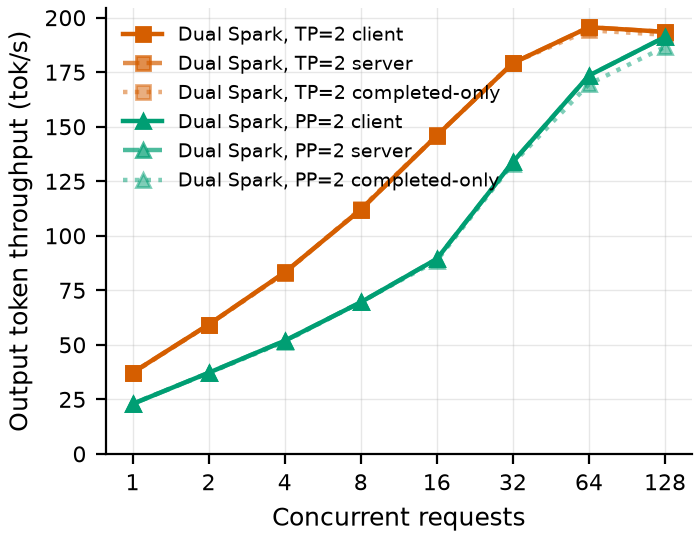 Output token throughput (tok/s)
200
175
150
125
100
75
50
25
0
Dual Spark, TP=2 client
Dual Spark, TP=2 server
Dual Spark, TP=2 completed-only
Dual Spark, PP=2 client
Dual Spark, PP=2 server
Dual Spark, PP=2 completed-only
1 2 4 8 16 32 64 128
Concurrent requests